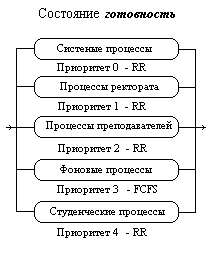 Состояние готовность
Систеные процессы
Приоритет 0 - RR
Процессы ректората
Приоритет 1 - RR
Процессы преподавателей
Приоритет 2 - RR
Фоновые процессы
Приоритет 3 - FCFS
Студенческие процессы
Приоритет 4 - RR